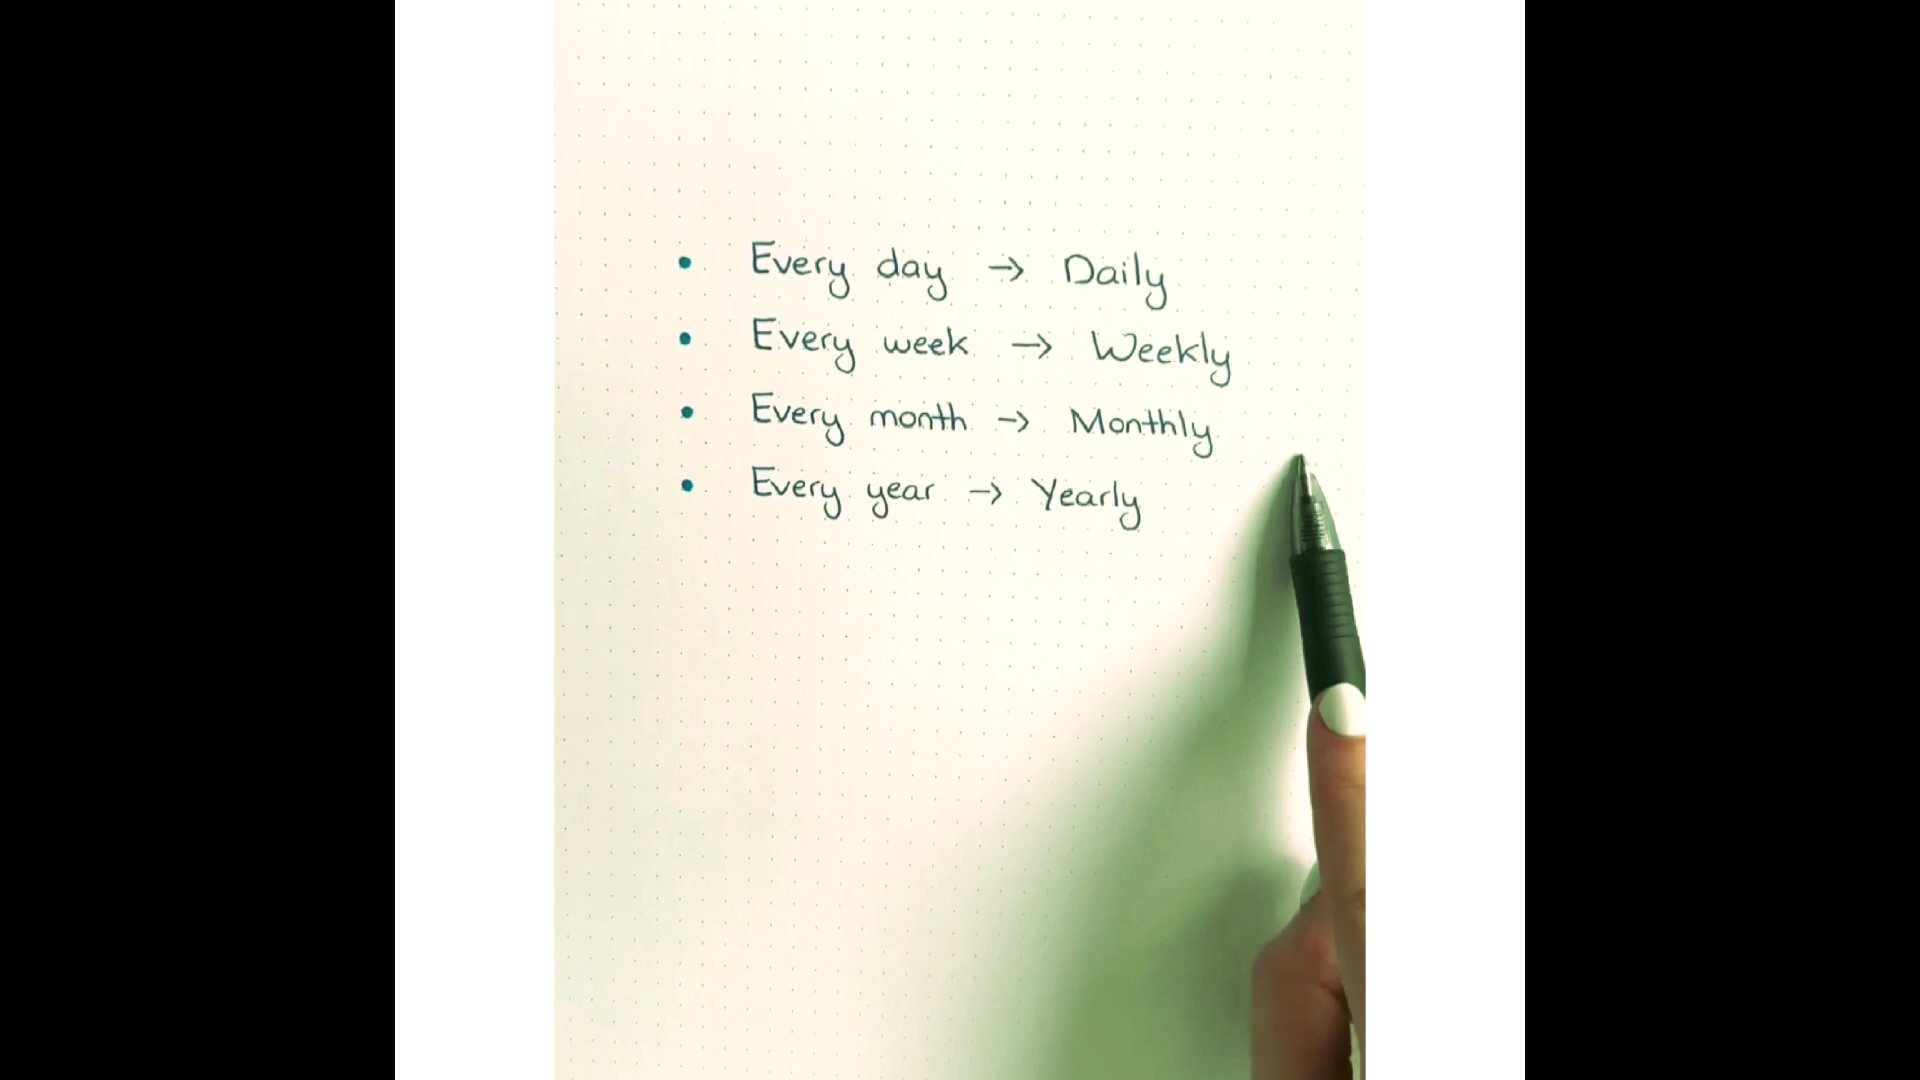 • Every day → Daily
• Every week → Weekly
• Every month → Monthly
• Every year → Yearly